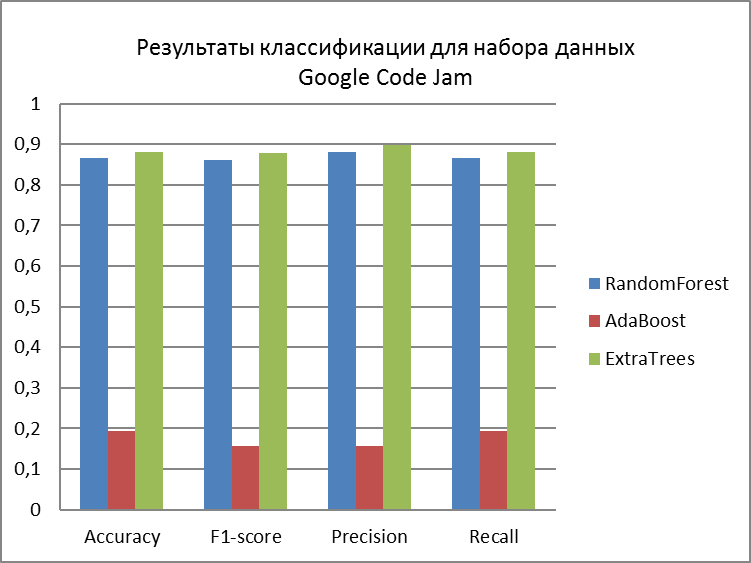 Результаты классификации для набора данных
Google Code Jam
1
0,9
0,8
0,7
0,6
0,5
0,4
0,3
0,2
0,1
0
Accuracy
F1-score
Precision
Recall
RandomForest
AdaBoost
ExtraTrees